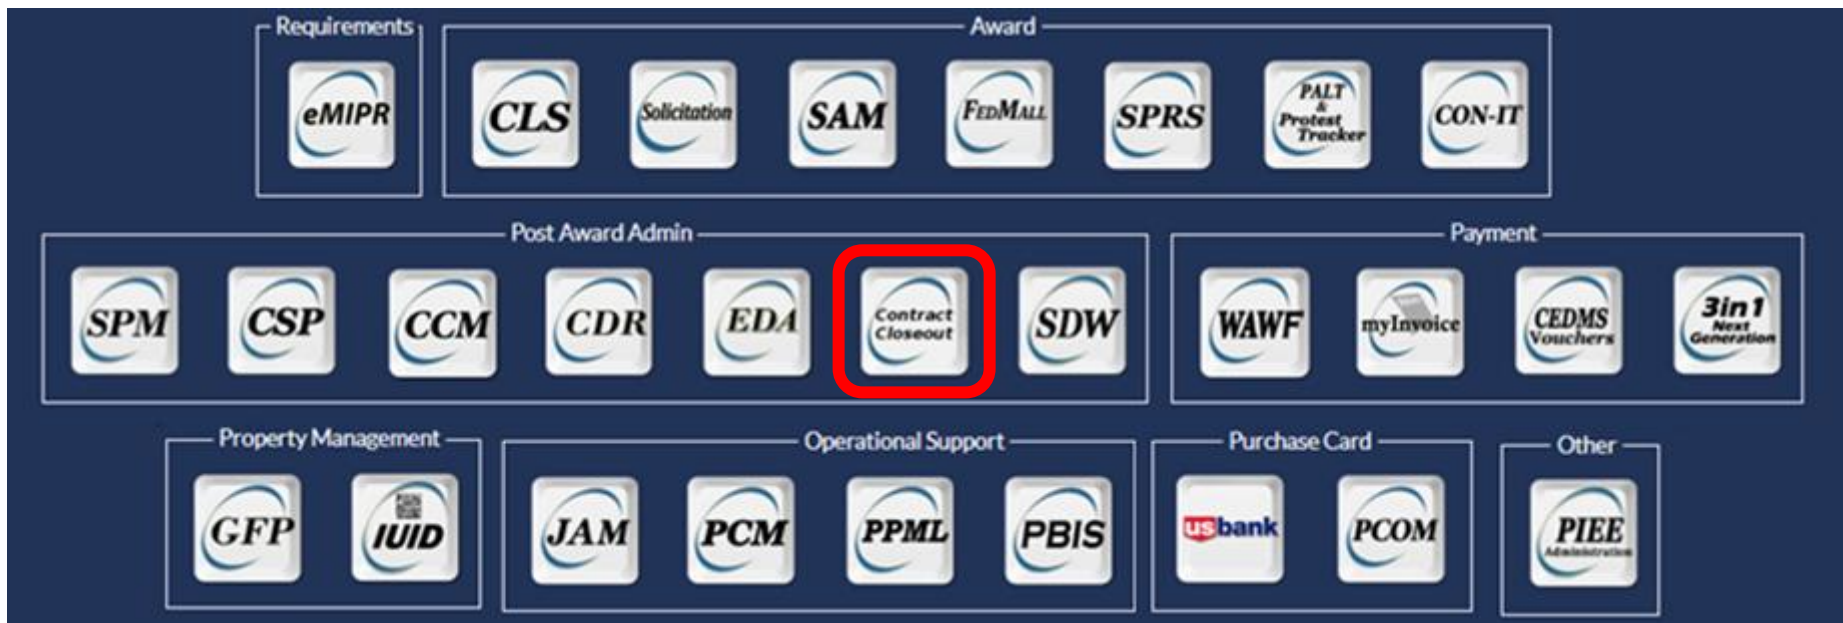 Requirements
Award
eMIPR
CLS
Solicitation
SAM
FEDMALL
SPRS
PALT
&
Protest
Tracker
CON-IT
Post Award Admin
Payment
SPM
CSP
CCM
CDR
EDA
Contract
Closeout
SDW
WAWF
myInvoice
CEDMS
Vouchers
3in1
Next
Generation
Property Management
Operational Support
Purchase Card
Other
GFP
IUID
JAM
PCM
PPML
PBIS
usbank
PCOM
PIEE
Administration